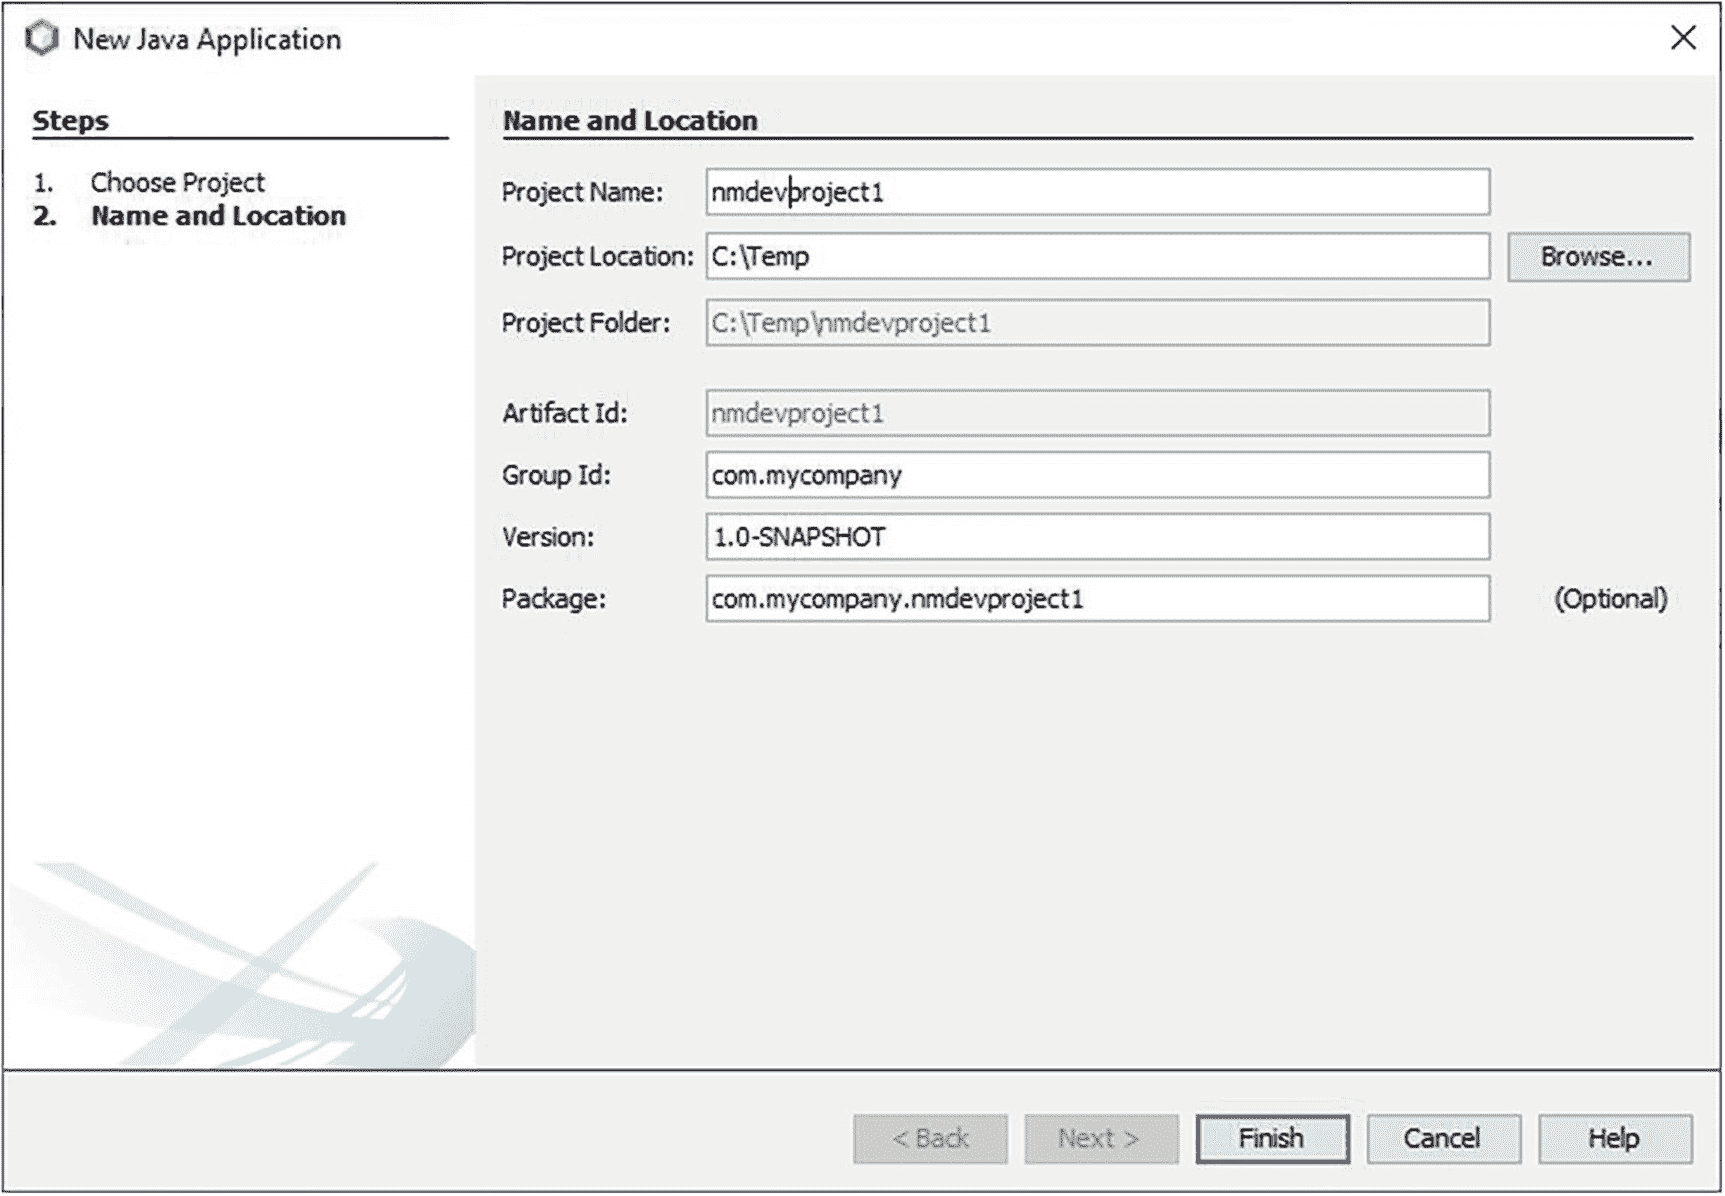 New Java Application
Steps
1. Choose Project
2. Name and Location
Name and Location
Project Name: nmdevproject1
Project Location: C:\Temp Browse...
Project Folder: C:\Temp\nmdevproject1
Artifact Id: nmdevproject1
Group Id: com.mycompany
Version: 1.0-SNAPSHOT
Package: com.mycompany.nmdevproject1 (Optional)
< Back Next > Finish Cancel Help